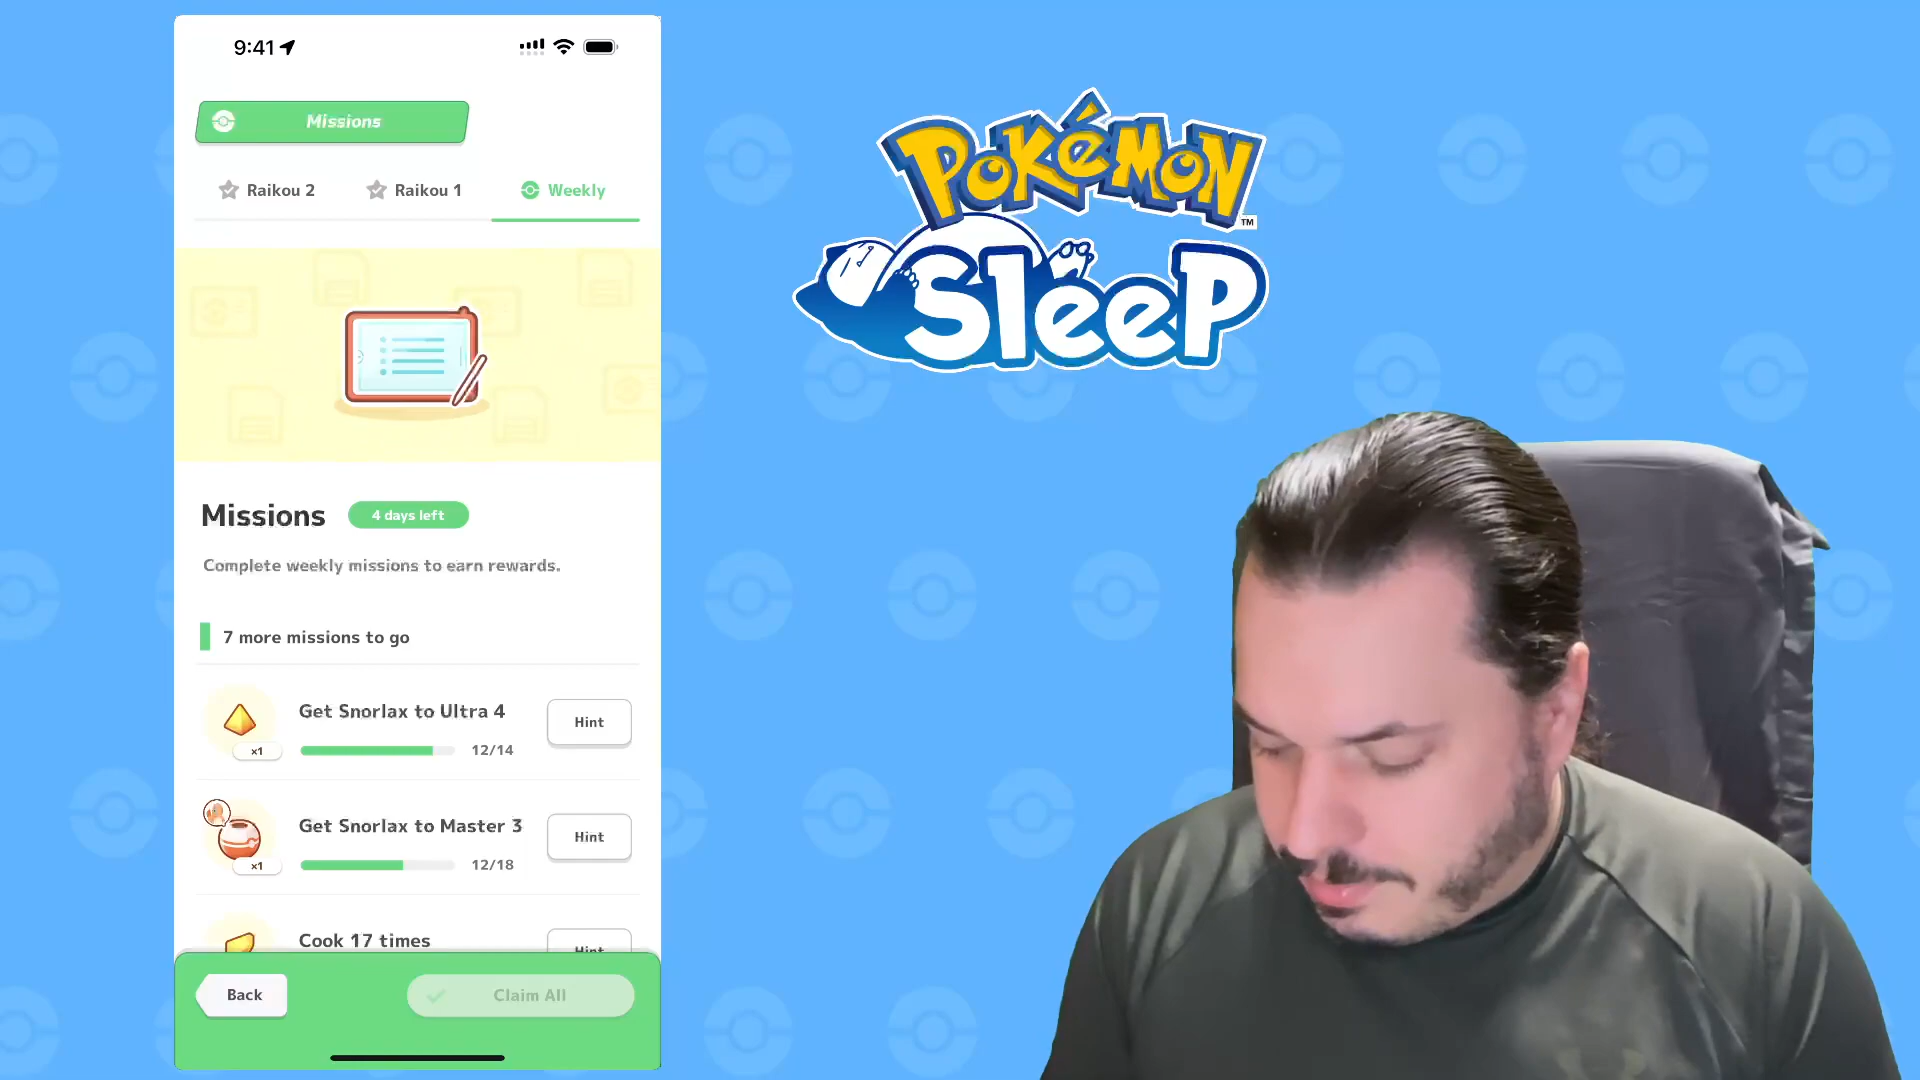 9:41
Missions
Raikou 2
Raikou 1
Weekly
Missions
4 days left
Complete weekly missions to earn rewards.
7 more missions to go
Get Snorlax to Ultra 4
Hint
x1
12/14
Get Snorlax to Master 3
Hint
x1
12/18
Cook 17 times
Hint
Back
Claim All
POKéMON
TM
Sleep